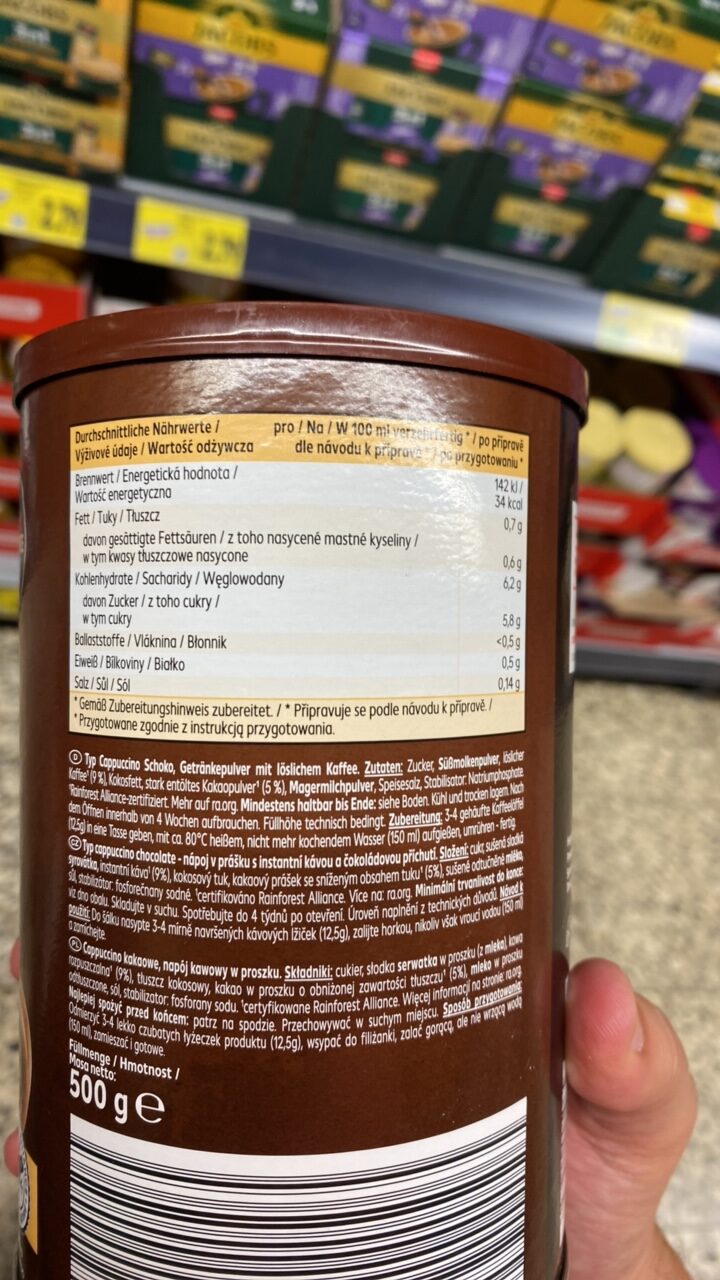 JACOBS
JACOBS
2.79
2.79
Durchschnittliche Nährwerte /
Výživové údaje / Wartość odżywcza
pro / Na / W 100 ml verzehrfertig * / po přípravě
dle návodu k přípravě * / po przygotowaniu *
Brennwert / Energetická hodnota /
Wartość energetyczna
142 kJ /
34 kcal
Fett / Tuky / Tłuszcz
0,7 g
davon gesättigte Fettsäuren / z toho nasycené mastné kyseliny /
w tym kwasy tłuszczowe nasycone
0,6 g
Kohlenhydrate / Sacharidy / Węglowodany
6,2 g
davon Zucker / z toho cukry /
w tym cukry
5,8 g
Ballaststoffe / Vláknina / Błonnik
<0,5 g
Eiweiß / Bílkoviny / Białko
0,5 g
Salz / Sůl / Sól
0,14 g
* Gemäß Zubereitungshinweis zubereitet. / * Připravuje se podle návodu k přípravě. /
* Przygotowane zgodnie z instrukcją przygotowania.
D Typ Cappuccino Schoko, Getränkepulver mit löslichem Kaffee. Zutaten: Zucker, Süßmolkenpulver, löslicher
Kaffee¹ (9 %), Kokosfett, stark entöltes Kakaopulver¹ (5 %), Magermilchpulver, Speisesalz, Stabilisator: Natriumphosphate.
¹Rainforest Alliance-zertifiziert. Mehr auf ra.org. Mindestens haltbar bis Ende: siehe Boden. Kühl und trocken lagern. Nach
dem Öffnen innerhalb von 4 Wochen aufbrauchen. Füllhöhe technisch bedingt. Zubereitung: 3-4 gehäufte Kaffeelöffel
(12,5g) in eine Tasse geben, mit ca. 80°C heißem, nicht mehr kochendem Wasser (150 ml) aufgießen, umrühren - fertig.
CZ Typ cappuccino chocolate - nápoj v prášku s instantní kávou a čokoládovou příchutí. Složení: cukr, sušená sladká
syrovátka, instantní káva¹ (9%), kokosový tuk, kakaový prášek se sníženým obsahem tuku¹ (5%), sušené odtučněné mléko,
sůl, stabilizátor: fosforečnany sodné. ¹certifikováno Rainforest Alliance. Více na: ra.org. Minimální trvanlivost do konce:
viz dno obalu. Skladujte v suchu. Spotřebujte do 4 týdnů po otevření. Úroveň naplnění z technických důvodů. Návod k
použití: Do šálku nasypte 3-4 mírně navršených kávových lžiček (12,5g), zalijte horkou, nikoliv však vroucí vodou (150 ml)
a zamíchejte.
PL Cappuccino kakaowe, napój kawowy w proszku. Składniki: cukier, słodka serwatka w proszku (z mleka), kawa
rozpuszczalna¹ (9%), tłuszcz kokosowy, kakao w proszku o obniżonej zawartości tłuszczu¹ (5%), mleko w proszku
odtłuszczone, sól, stabilizator: fosforany sodu. ¹certyfikowane Rainforest Alliance. Więcej informacji na stronie: ra.org.
Najlepiej spożyć przed końcem: patrz na spodzie. Przechowywać w suchym miejscu. Sposób przygotowania:
Odmierzyć 3-4 lekko czubatych łyżeczek produktu (12,5g), wsypać do filiżanki, zalać gorącą, ale nie wrzącą wodą
(150 ml), zamieszać i gotowe.
Füllmenge / Hmotnost /
Masa netto:
500 g e